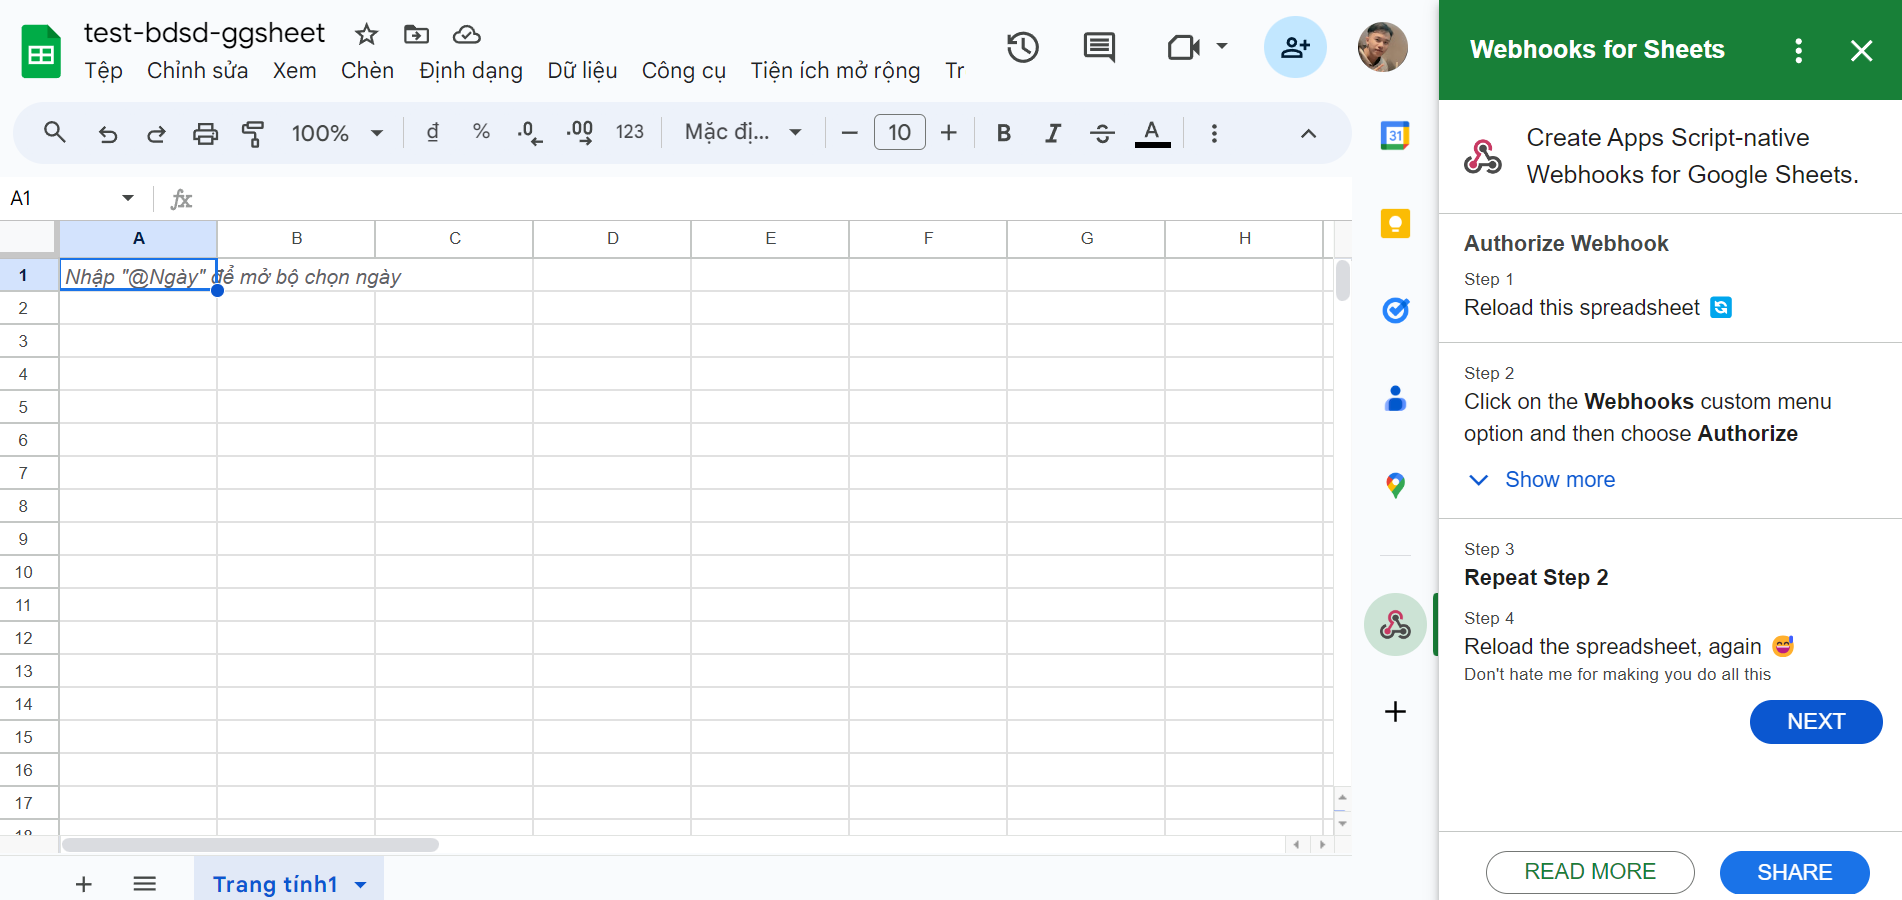 test-bdsd-ggsheet
Tệp Chỉnh sửa Xem Chèn Định dạng Dữ liệu Công cụ Tiện ích mở rộng Tr
100% đ % .0 .00 123 Mặc đị... 10 B I S A
A1 fx
A B C D E F G H
1 Nhập "@Ngày" để mở bộ chọn ngày
2
3
4
5
6
7
8
9
10
11
12
13
14
15
16
17
18
Trang tính1
31
Webhooks for Sheets
Create Apps Script-native
Webhooks for Google Sheets.
Authorize Webhook
Step 1
Reload this spreadsheet 🔄
Step 2
Click on the Webhooks custom menu
option and then choose Authorize
Show more
Step 3
Repeat Step 2
Step 4
Reload the spreadsheet, again 😅
Don't hate me for making you do all this
NEXT
READ MORE SHARE